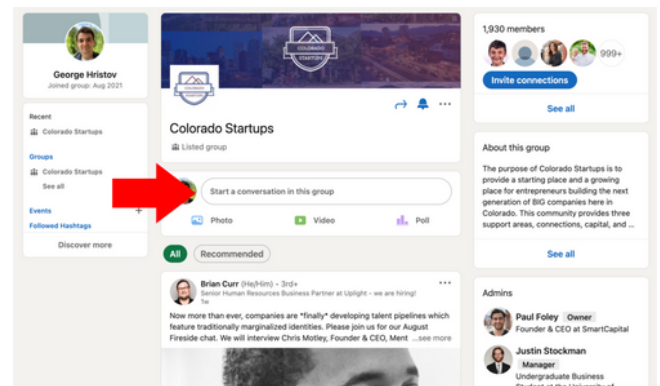 George Hristov
Joined group: Aug 2021
Recent
Colorado Startups
Groups
Colorado Startups
See all
Events +
Followed Hashtags
Discover more
COLORADO
STARTUPS
Colorado Startups
Listed group
Start a conversation in this group
Photo Video Poll
All Recommended
Brian Curr (He/Him) • 3rd+
Senior Human Resources Business Partner at Uplight - we are hiring!
1w
Now more than ever, companies are *finally* developing talent pipelines which
feature traditionally marginalized identities. Please join us for our August
Fireside chat. We will interview Chris Motley, Founder & CEO, Ment ...see more
1,930 members
999+
Invite connections
See all
About this group
The purpose of Colorado Startups is to
provide a starting place and a growing
place for entrepreneurs building the next
generation of BIG companies here in
Colorado. This community provides three
support areas, connections, capital, and ...
See all
Admins
Paul Foley Owner
Founder & CEO at SmartCapital
Justin Stockman
Manager
Undergraduate Business